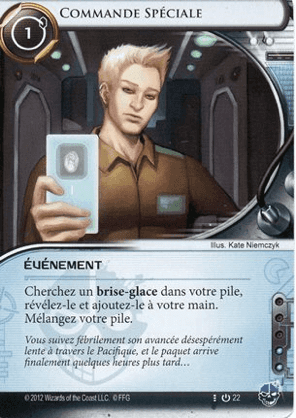 COMMANDE SPÉCIALE
1
Illus. Kate Niemczyk
ÉVÉNEMENT
Cherchez un brise-glace dans votre pile,
révélez-le et ajoutez-le à votre main.
Mélangez votre pile.
Vous suivez fébrilement son avancée désespérément
lente à travers le Pacifique, et le paquet arrive
finalement quelques heures plus tard…
© 2012 Wizards of the Coast LLC. © FFG
22